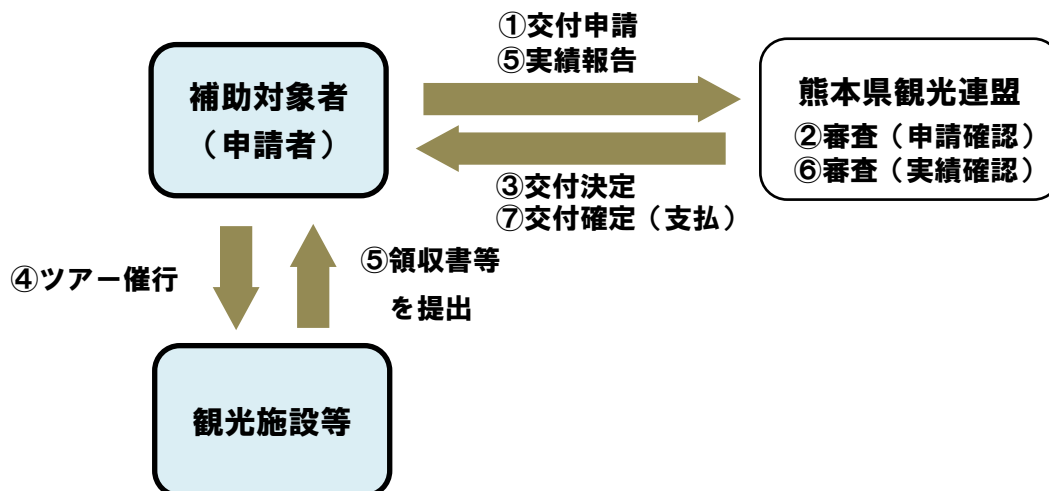 ①交付申請
⑤実績報告
補助対象者
（申請者）
熊本県観光連盟
②審査（申請確認）
⑥審査（実績確認）
③交付決定
⑦交付確定（支払）
④ツアー催行
⑤領収書等
を提出
観光施設等